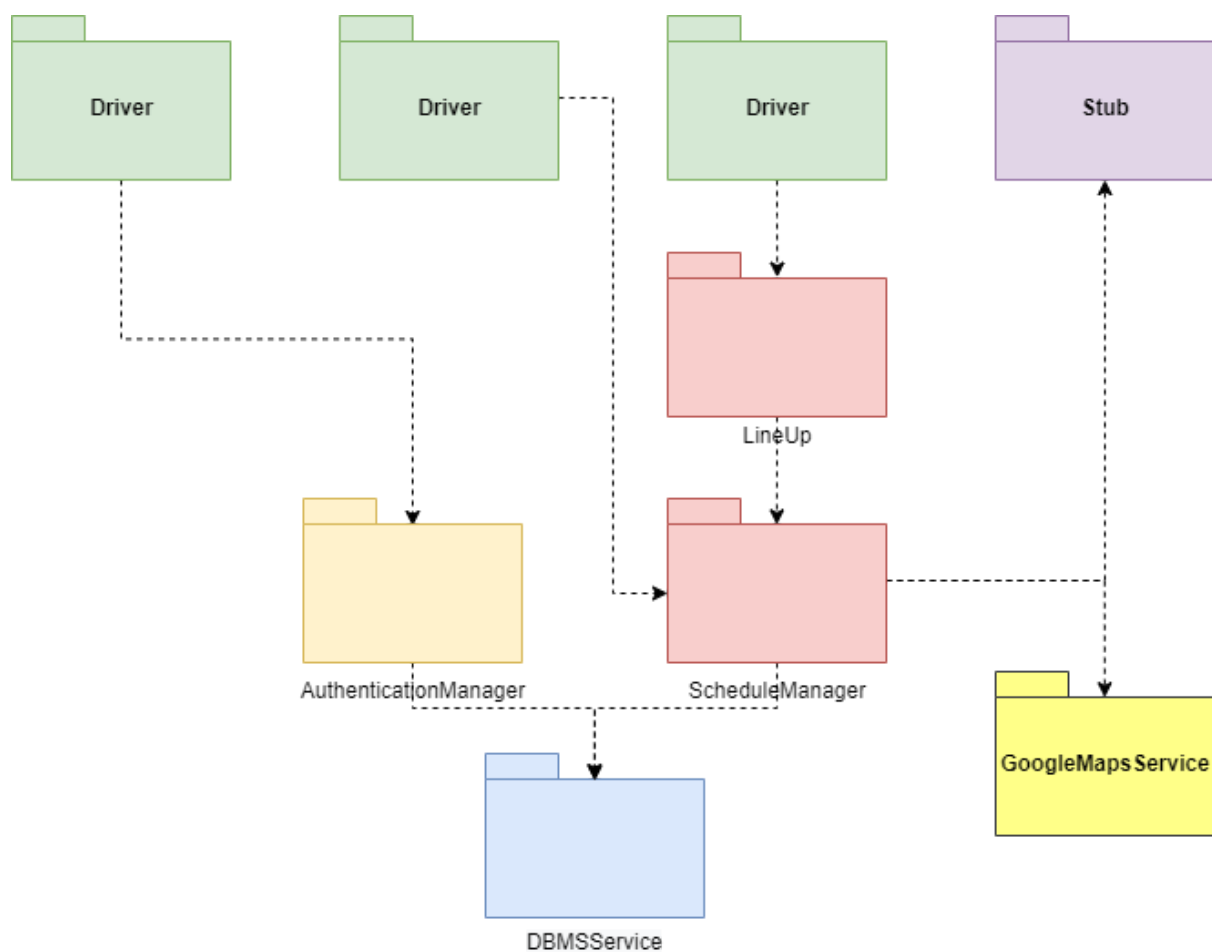 Driver
Driver
Driver
Stub
LineUp
AuthenticationManager
ScheduleManager
GoogleMapsService
DBMSService